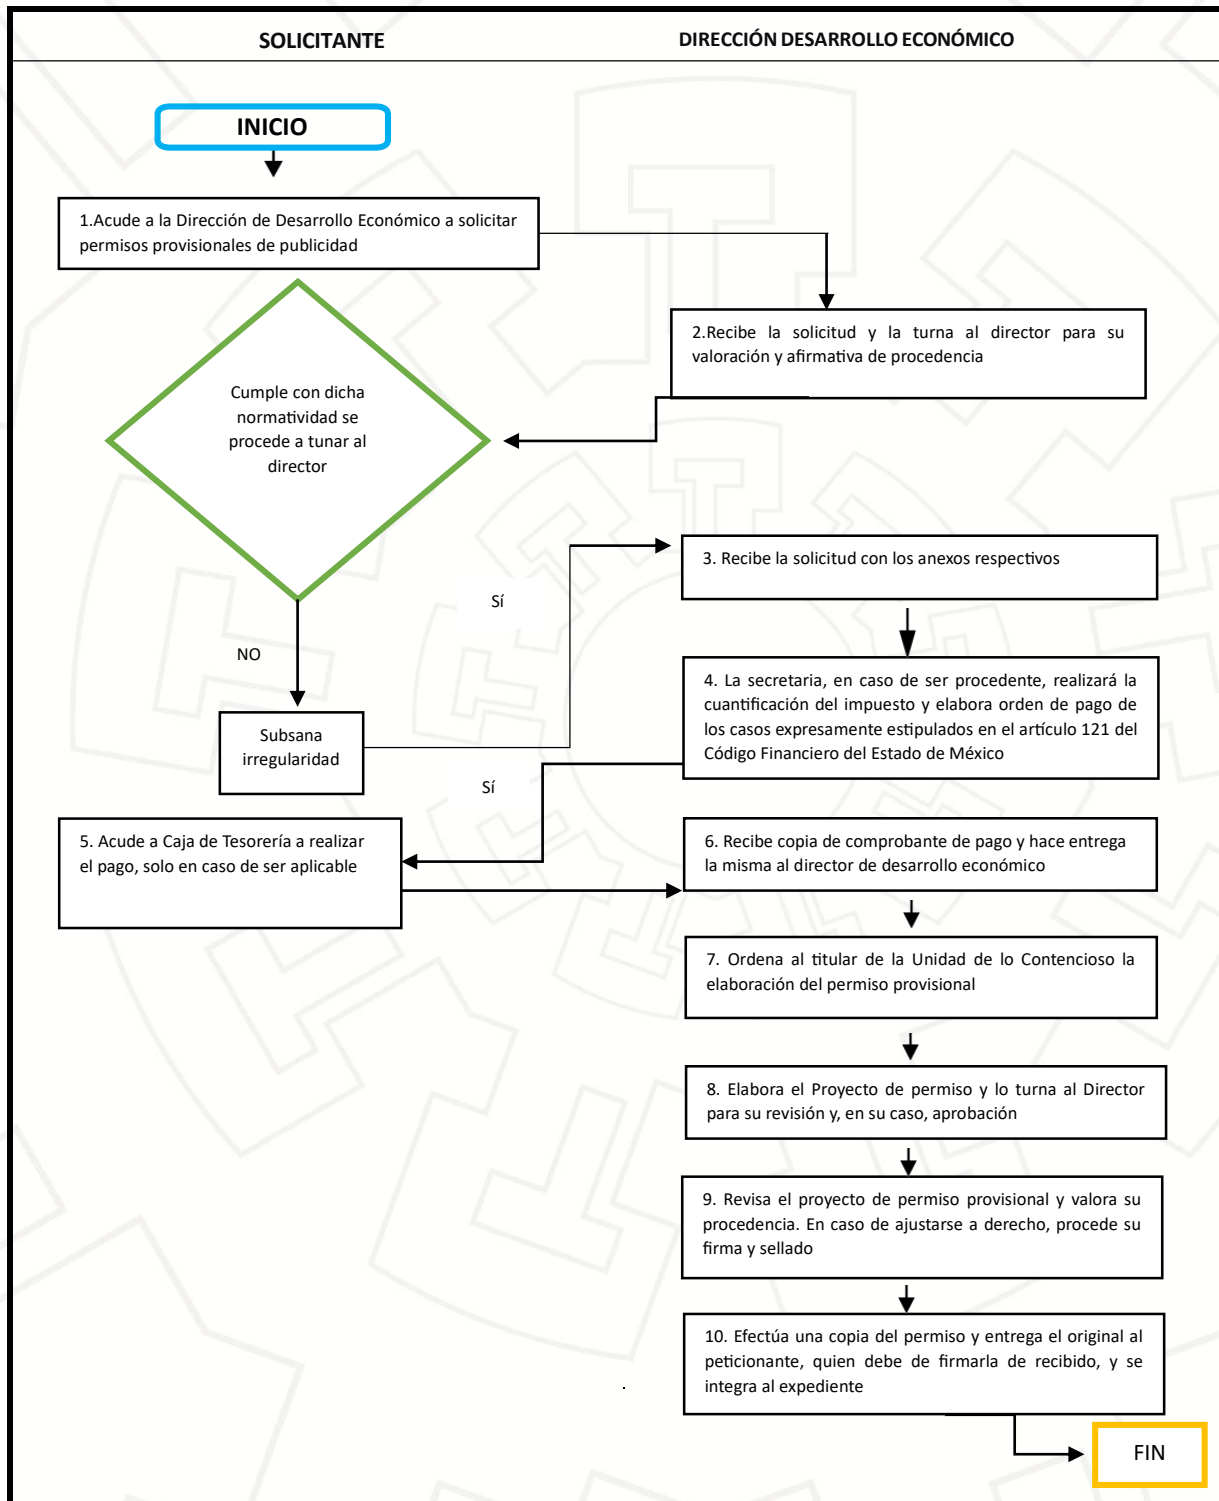 SOLICITANTE
DIRECCIÓN DESARROLLO ECONÓMICO
INICIO
1.Acude a la Dirección de Desarrollo Económico a solicitar
permisos provisionales de publicidad
2.Recibe la solicitud y la turna al director para su
valoración y afirmativa de procedencia
Cumple con dicha
normatividad se
procede a tunar al
director
3. Recibe la solicitud con los anexos respectivos
Sí
NO
4. La secretaria, en caso de ser procedente, realizará la
cuantificación del impuesto y elabora orden de pago de
los casos expresamente estipulados en el artículo 121 del
Código Financiero del Estado de México
Subsana
irregularidad
Sí
5. Acude a Caja de Tesorería a realizar
el pago, solo en caso de ser aplicable
6. Recibe copia de comprobante de pago y hace entrega
la misma al director de desarrollo económico
7. Ordena al titular de la Unidad de lo Contencioso la
elaboración del permiso provisional
8. Elabora el Proyecto de permiso y lo turna al Director
para su revisión y, en su caso, aprobación
9. Revisa el proyecto de permiso provisional y valora su
procedencia. En caso de ajustarse a derecho, procede su
firma y sellado
10. Efectúa una copia del permiso y entrega el original al
peticionante, quien debe de firmarla de recibido, y se
integra al expediente
.
FIN